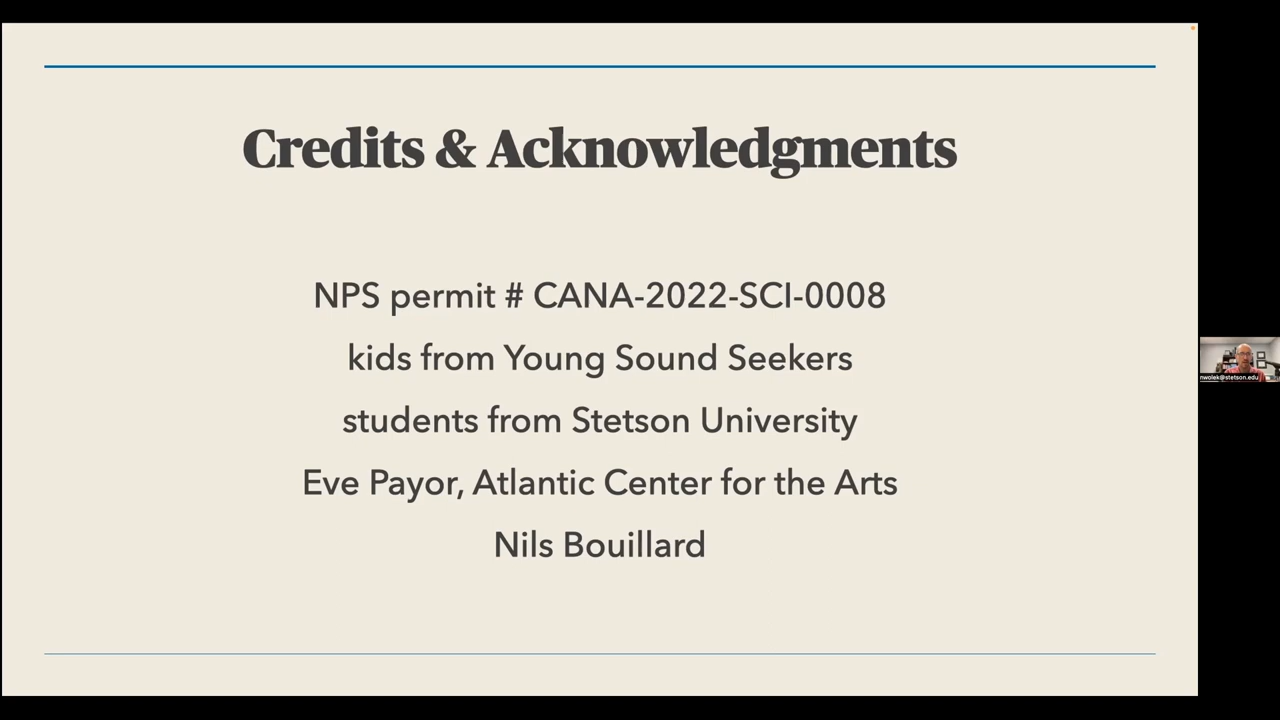 Credits & Acknowledgments
NPS permit # CANA-2022-SCI-0008
kids from Young Sound Seekers
students from Stetson University
Eve Payor, Atlantic Center for the Arts
Nils Bouillard
nwolek@stetson.edu